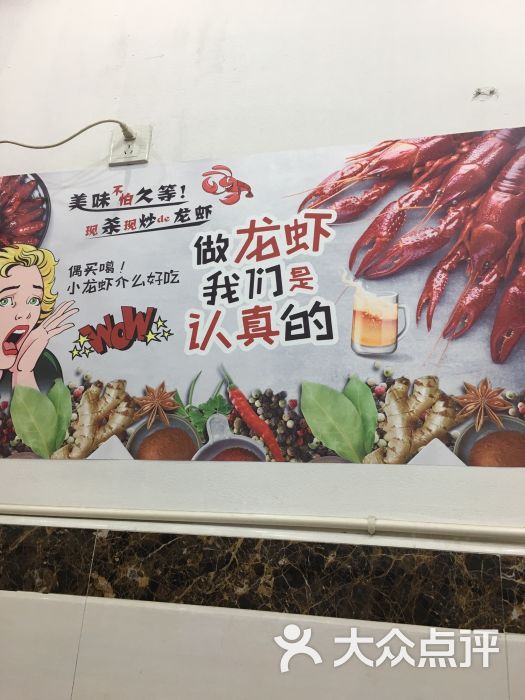 美味不怕久等!
现杀现炒de龙虾
偶买噶!
小龙虾介么好吃
WOW
做龙虾
我们是
认真的
大众点评